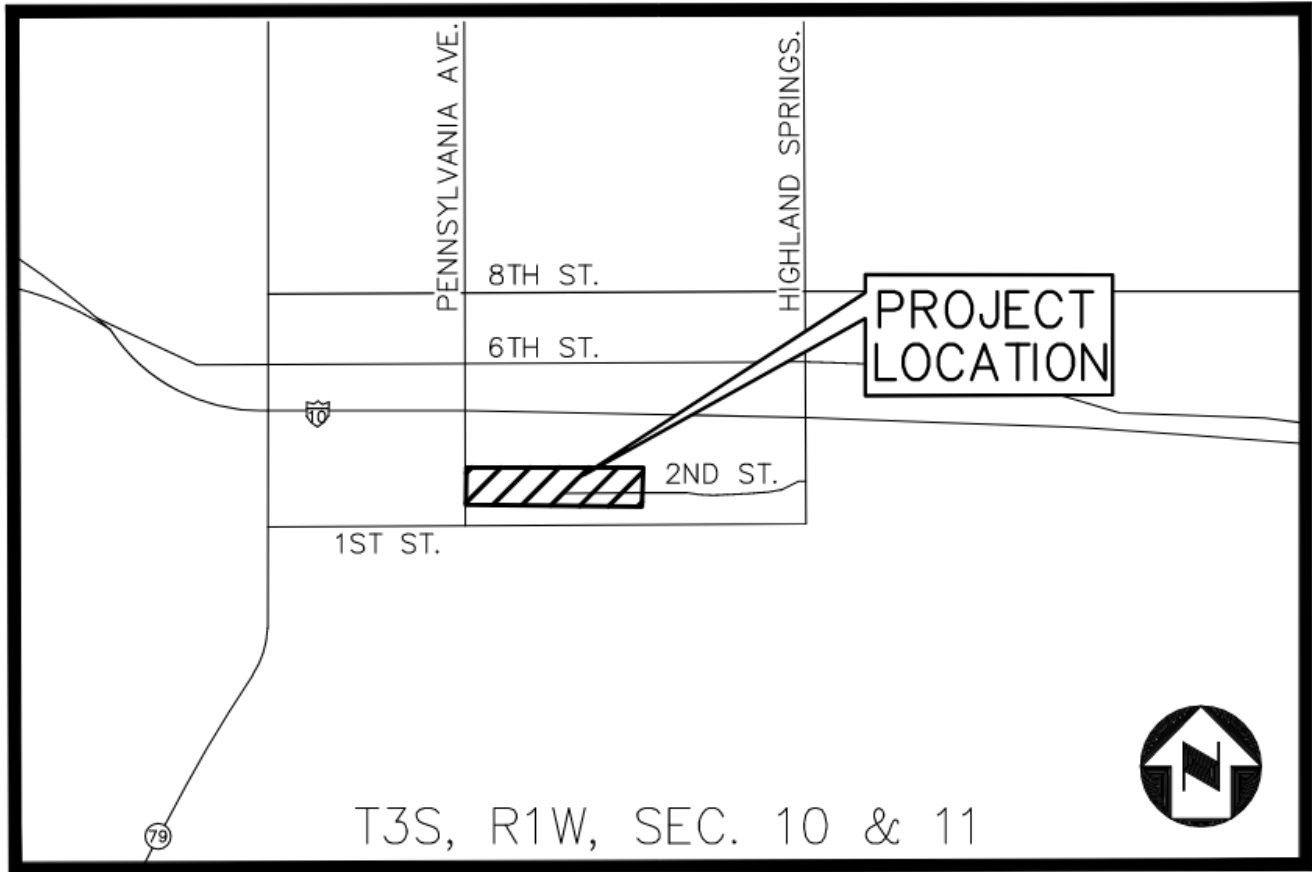 PENNSYLVANIA AVE.
HIGHLAND SPRINGS.
8TH ST.
PROJECT
LOCATION
6TH ST.
10
2ND ST.
1ST ST.
79
T3S, R1W, SEC. 10 & 11
N